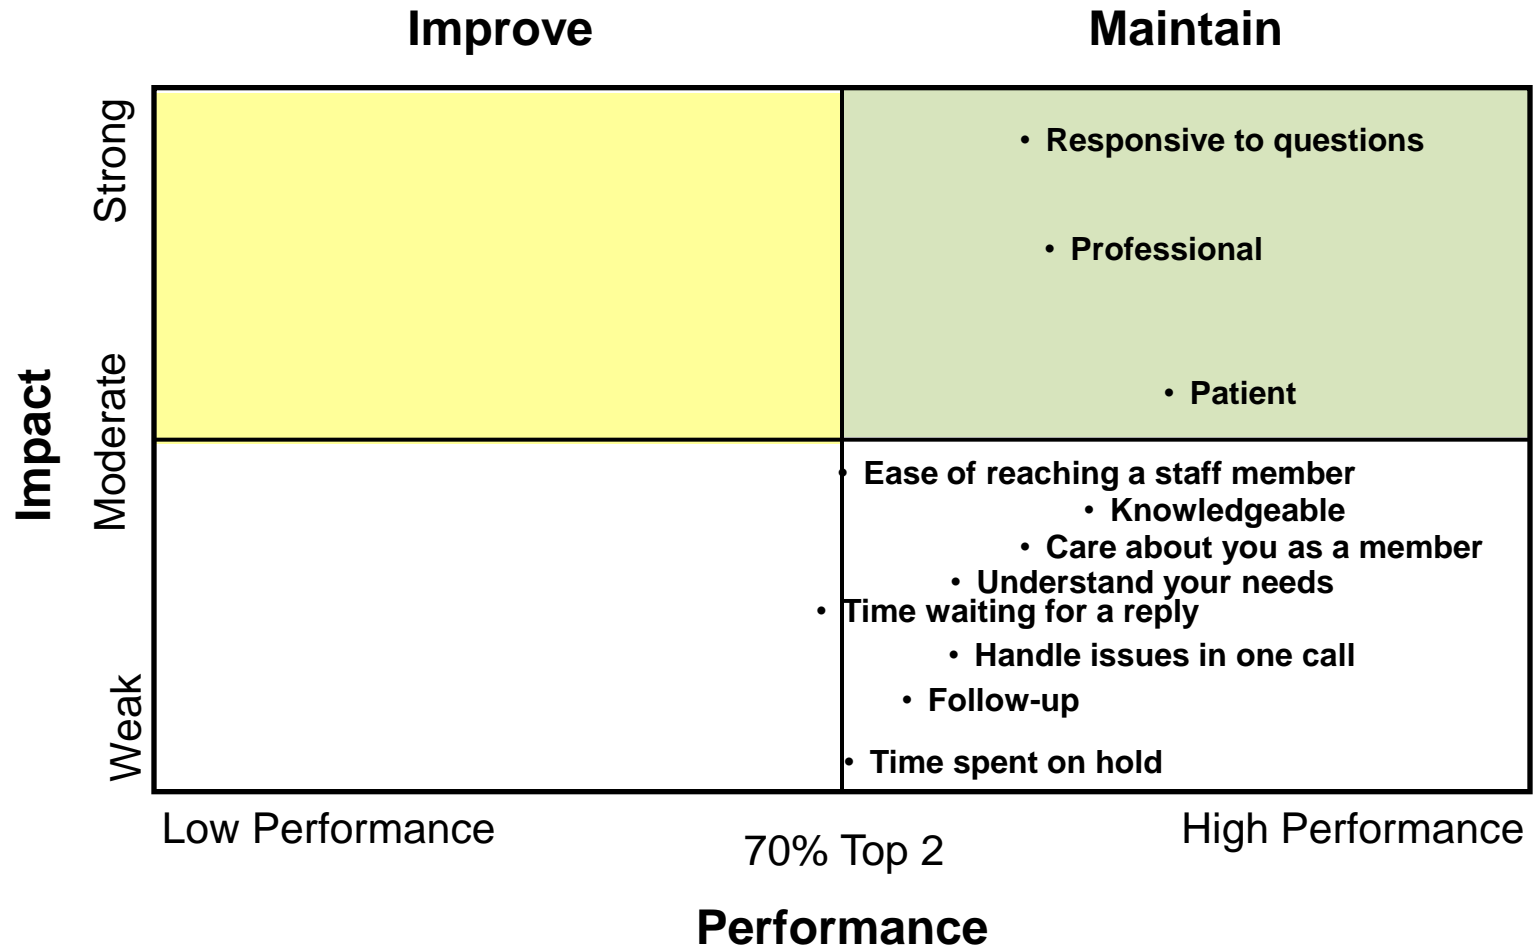 Improve
Maintain
Strong
Moderate
Weak
Impact
• Responsive to questions
• Professional
• Patient
• Ease of reaching a staff member
• Knowledgeable
• Care about you as a member
• Understand your needs
• Time waiting for a reply
• Handle issues in one call
• Follow-up
• Time spent on hold
Low Performance
70% Top 2
High Performance
Performance